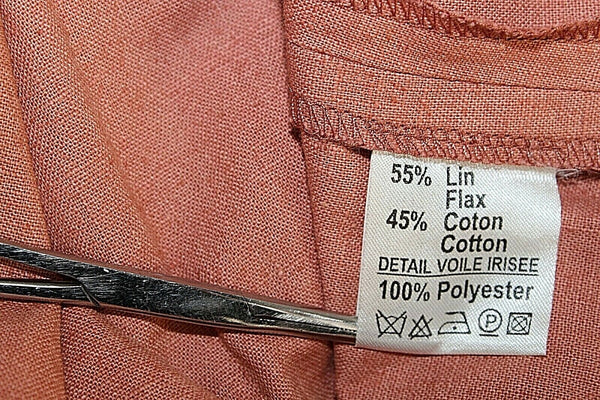 55% Lin
Flax
45% Coton
Cotton
DETAIL VOILE IRISEE
100% Polyester
P